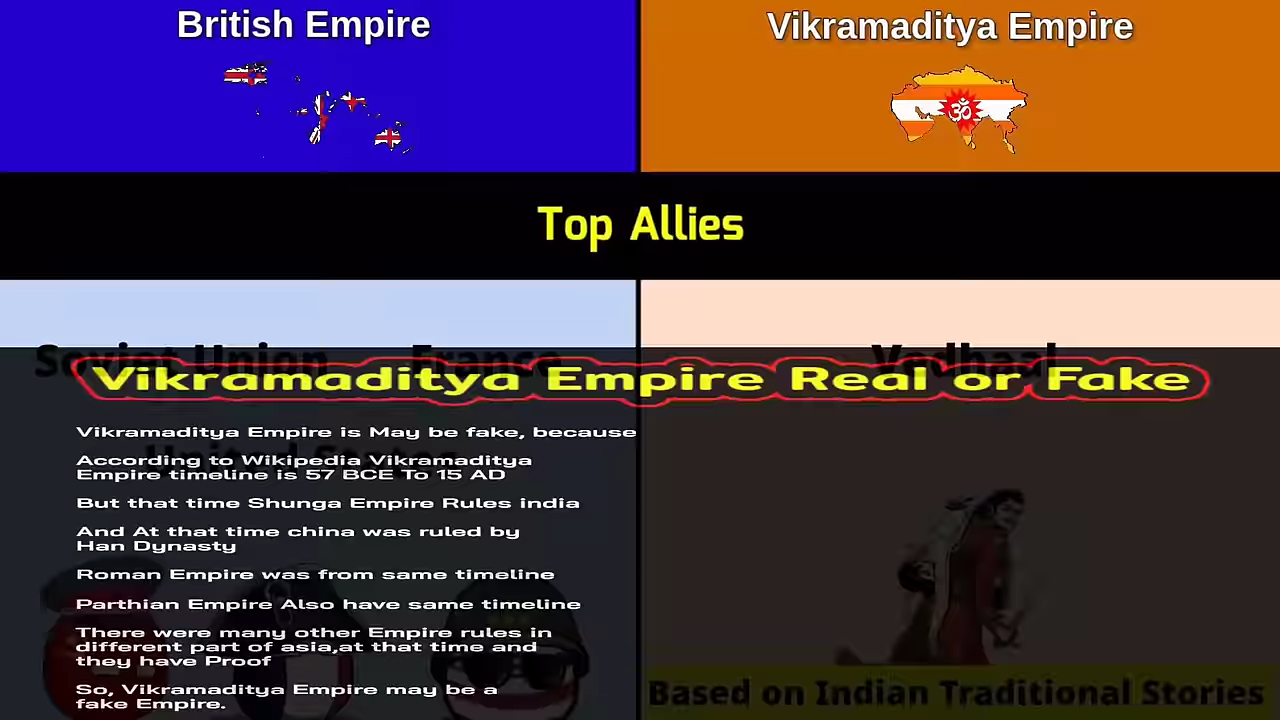 British Empire
Vikramaditya Empire
ॐ
Top Allies
Soviet Union France
Vedhaal
Vikramaditya Empire Real or Fake
Vikramaditya Empire is May be fake, because
According to Wikipedia Vikramaditya
Empire timeline is 57 BCE To 15 AD
But that time Shunga Empire Rules india
And At that time china was ruled by
Han Dynasty
Roman Empire was from same timeline
Parthian Empire Also have same timeline
There were many other Empire rules in
different part of asia,at that time and
they have Proof
So, Vikramaditya Empire may be a
fake Empire.
Based on Indian Traditional Stories